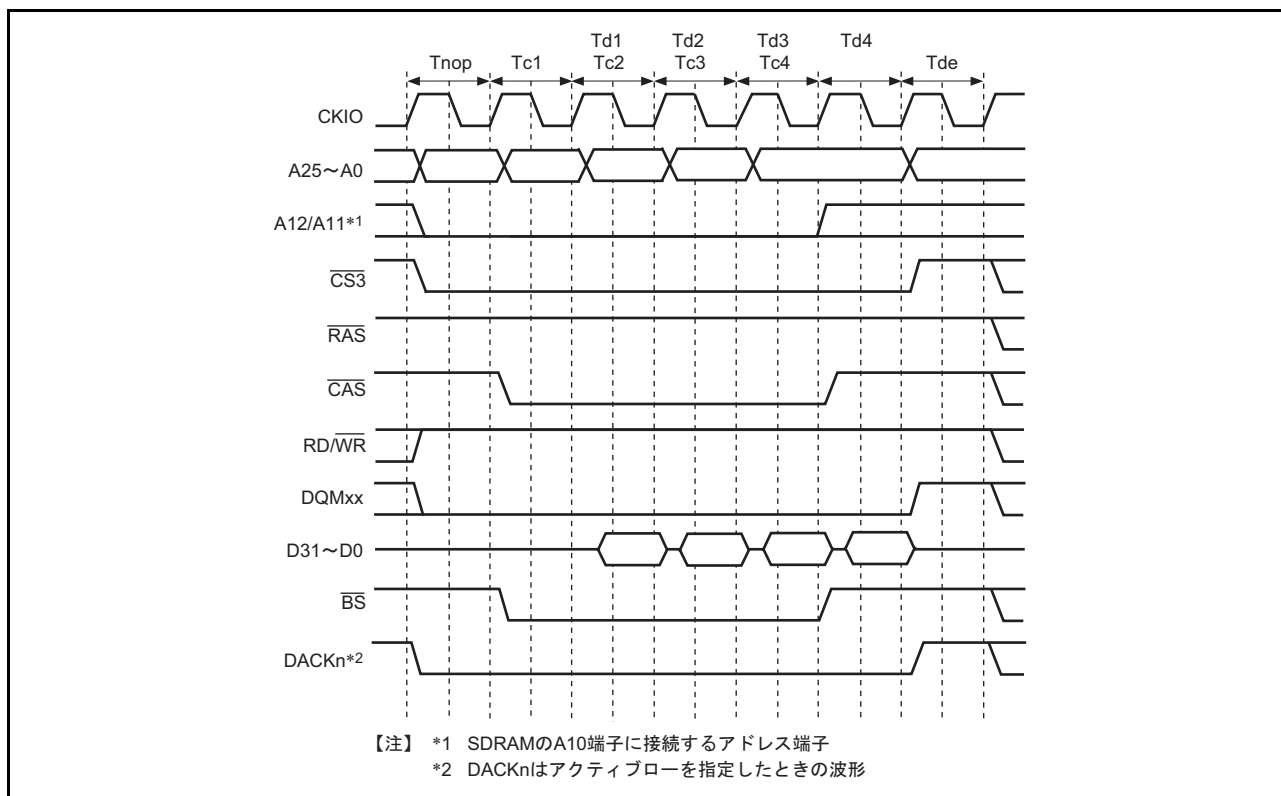 Td1 Td2 Td3 Td4
Tnop Tc1 Tc2 Tc3 Tc4 Tde
CKIO
A25～A0
A12/A11*1
CS3
RAS
CAS
RD/WR
DQMxx
D31～D0
BS
DACKn*2
【注】 *1 SDRAMのA10端子に接続するアドレス端子
*2 DACKnはアクティブローを指定したときの波形